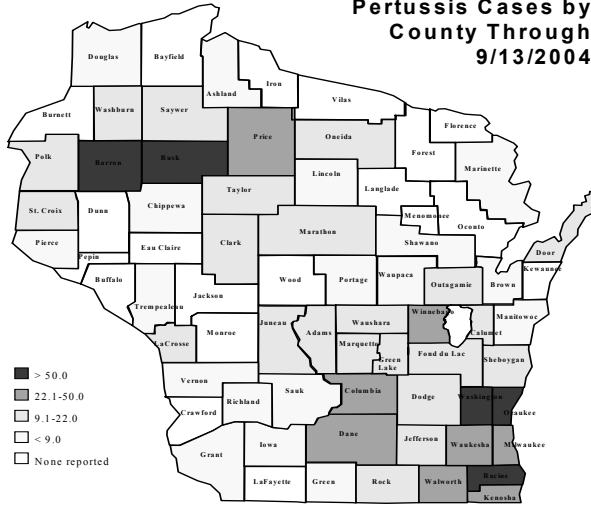 Pertussis Cases by
County Through
9/13/2004
Douglas
Bayfield
Ashland
Iron
Vilas
Burnett
Washburn
Saywer
Price
Oneida
Florence
Forest
Marinette
Polk
Barron
Rusk
Lincoln
Langlade
Taylor
Menomonee
Oconto
St. Croix
Dunn
Chippewa
Clark
Marathon
Shawano
Door
Pierce
Pepin
Eau Claire
Kewaunee
Buffalo
Trempealeau
Jackson
Wood
Portage
Waupaca
Outagamie
Brown
Winnebago
Calumet
Manitowoc
LaCrosse
Monroe
Juneau
Adams
Waushara
Marquette
Green
Lake
Fond du Lac
Sheboygan
Vernon
Crawford
Richland
Sauk
Columbia
Dodge
Washington
Ozaukee
Grant
Iowa
Dane
Jefferson
Waukesha
Milwaukee
LaFayette
Green
Rock
Walworth
Racine
Kenosha
> 50.0
22.1-50.0
9.1-22.0
< 9.0
None reported